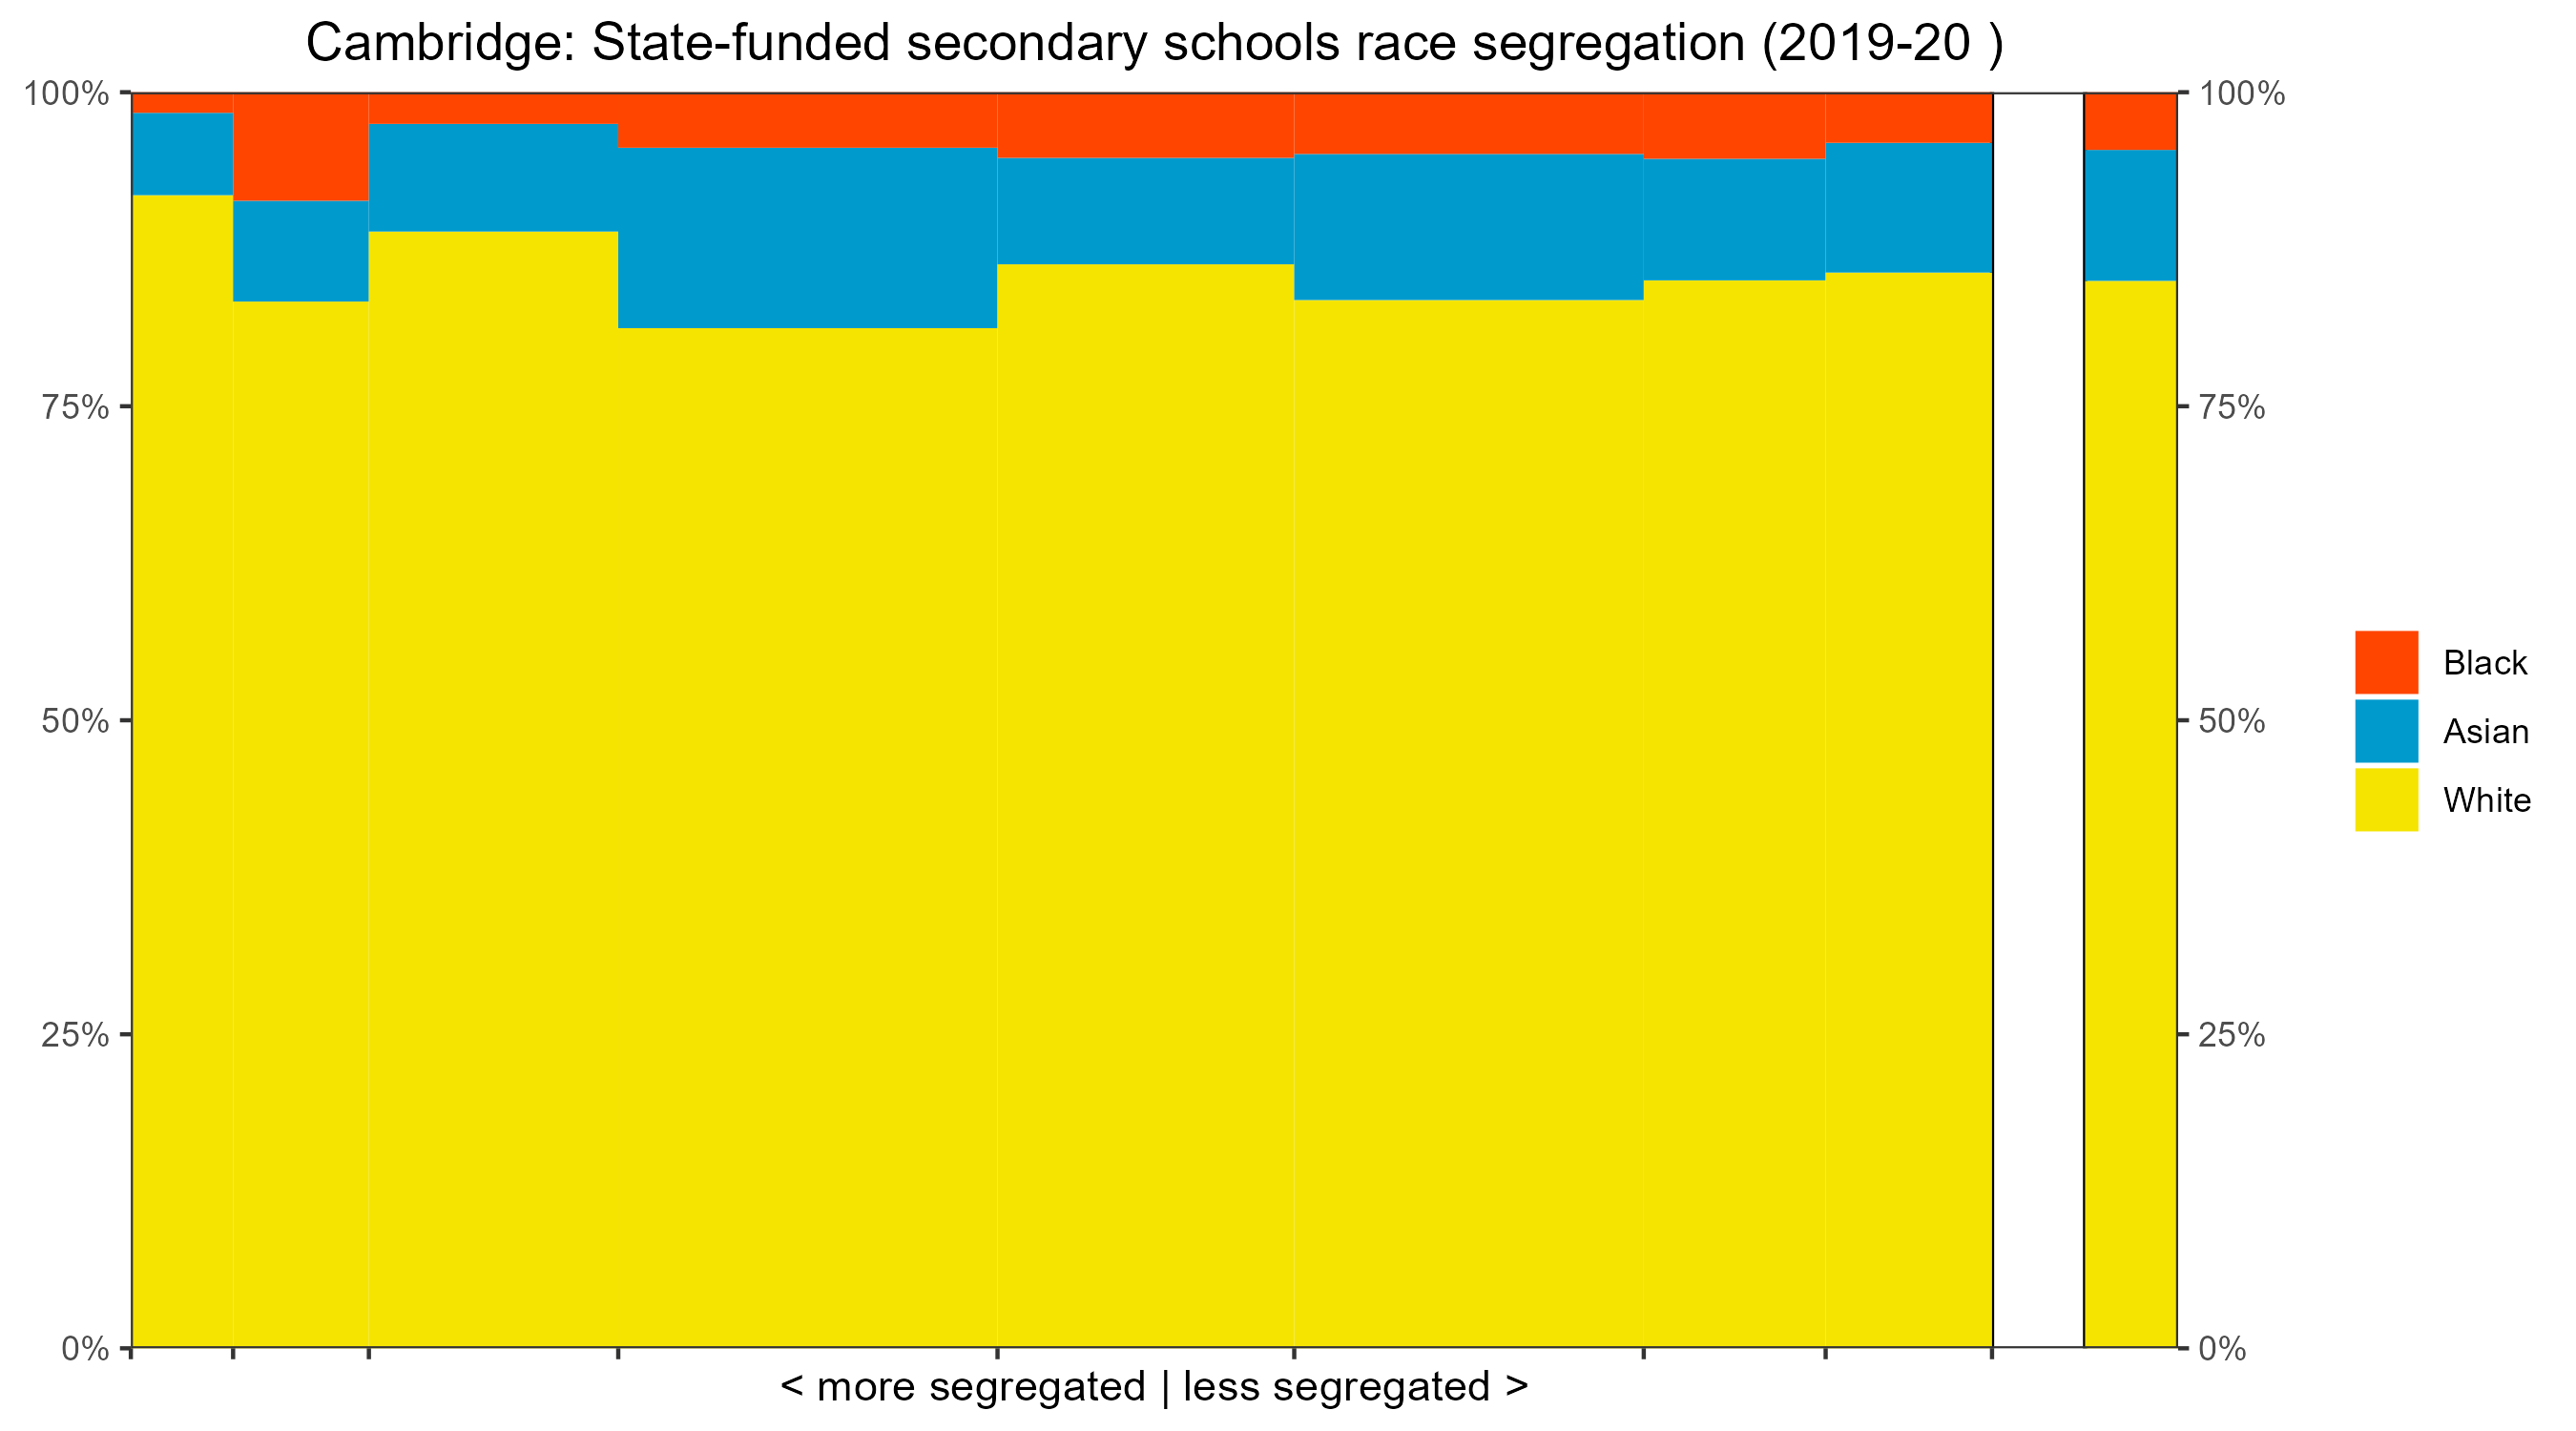 Cambridge: State-funded secondary schools race segregation (2019-20 )
100%
75%
50%
25%
0%
100%
75%
50%
25%
0%
Black
Asian
White
< more segregated | less segregated >